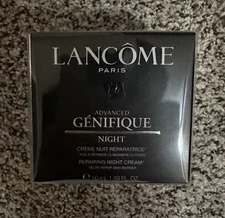 LANCÔME
PARIS
ADVANCED
GÉNIFIQUE
NIGHT
CRÈME NUIT RÉPARATRICE*
REPAIRING NIGHT CREAM*